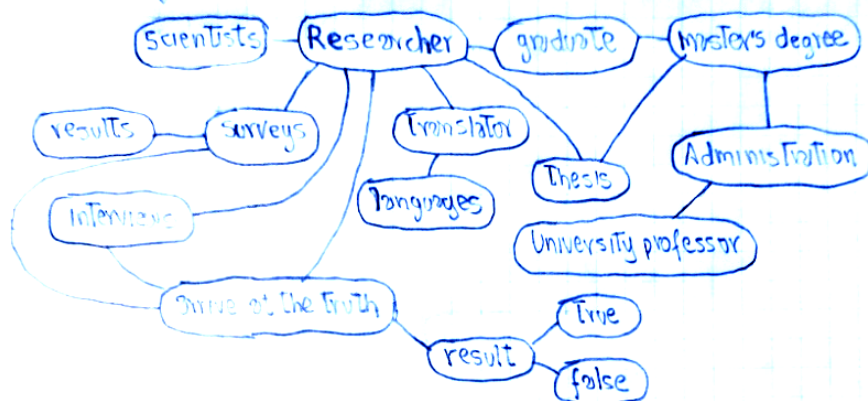 scientists
Researcher
graduate
master's degree
results
surveys
Translator
Administration
Thesis
languages
Interviews
University professor
arrive at the truth
True
result
false